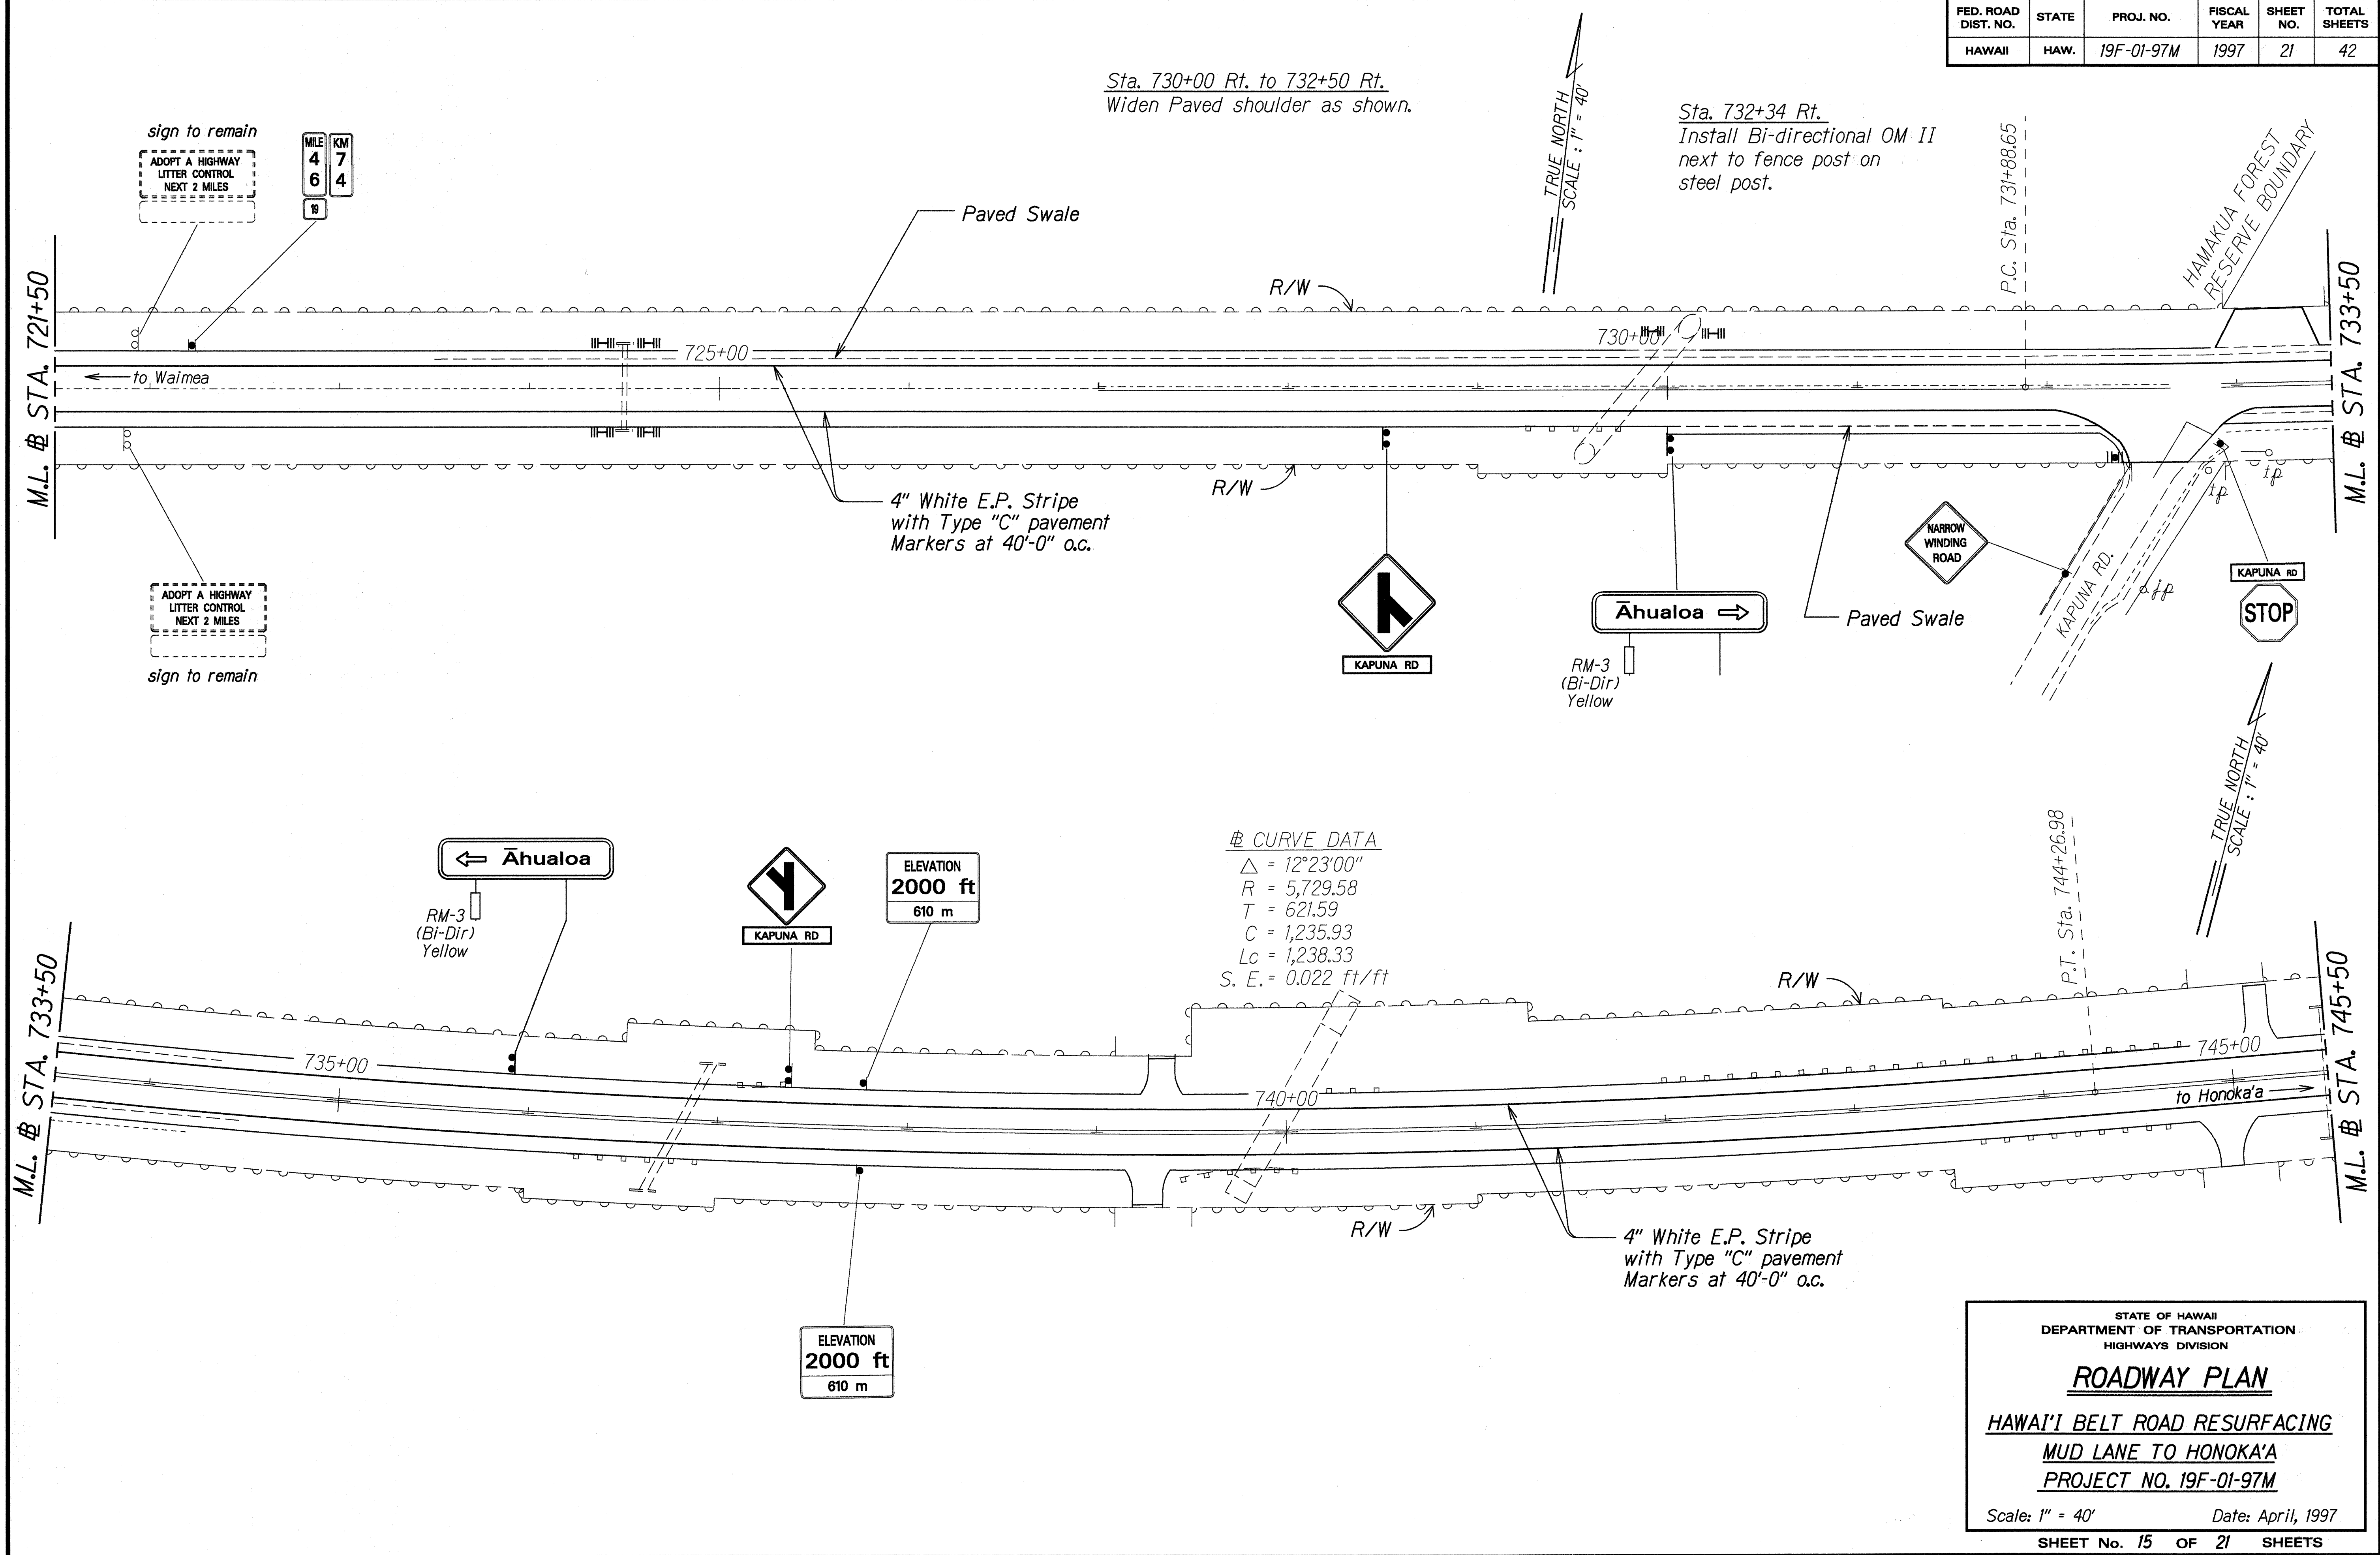 FED. ROAD DIST. NO. STATE PROJ. NO. FISCAL YEAR SHEET NO. TOTAL SHEETS
HAWAII HAW. 19F-01-97M 1997 21 42
Sta. 730+00 Rt. to 732+50 Rt.
Widen Paved shoulder as shown.
TRUE NORTH
SCALE : 1" = 40'
Sta. 732+34 Rt.
Install Bi-directional OM II
next to fence post on
steel post.
P.C. Sta. 731+88.65
HAMAKUA FOREST
RESERVE BOUNDARY
sign to remain
ADOPT A HIGHWAY
LITTER CONTROL
NEXT 2 MILES
MILE
4
6
KM
7
4
19
Paved Swale
R/W
M.L. ℄ STA. 721+50
725+00
730+00
M.L. ℄ STA. 733+50
to Waimea
R/W
4" White E.P. Stripe
with Type "C" pavement
Markers at 40'-0" o.c.
tp
tp
jp
NARROW
WINDING
ROAD
KAPUNA RD.
KAPUNA RD
STOP
ADOPT A HIGHWAY
LITTER CONTROL
NEXT 2 MILES
sign to remain
KAPUNA RD
Āhualoa
RM-3
(Bi-Dir)
Yellow
Paved Swale
TRUE NORTH
SCALE : 1" = 40'
Āhualoa
RM-3
(Bi-Dir)
Yellow
KAPUNA RD
ELEVATION
2000 ft
610 m
℄ CURVE DATA
△ = 12°23'00"
R = 5,729.58
T = 621.59
C = 1,235.93
Lc = 1,238.33
S. E. = 0.022 ft/ft
R/W
P.T. Sta. 744+26.98
M.L. ℄ STA. 733+50
735+00
740+00
745+00
to Honoka'a
M.L. ℄ STA. 745+50
R/W
4" White E.P. Stripe
with Type "C" pavement
Markers at 40'-0" o.c.
ELEVATION
2000 ft
610 m
STATE OF HAWAII
DEPARTMENT OF TRANSPORTATION
HIGHWAYS DIVISION
ROADWAY PLAN
HAWAI'I BELT ROAD RESURFACING
MUD LANE TO HONOKA'A
PROJECT NO. 19F-01-97M
Scale: 1" = 40' Date: April, 1997
SHEET No. 15 OF 21 SHEETS